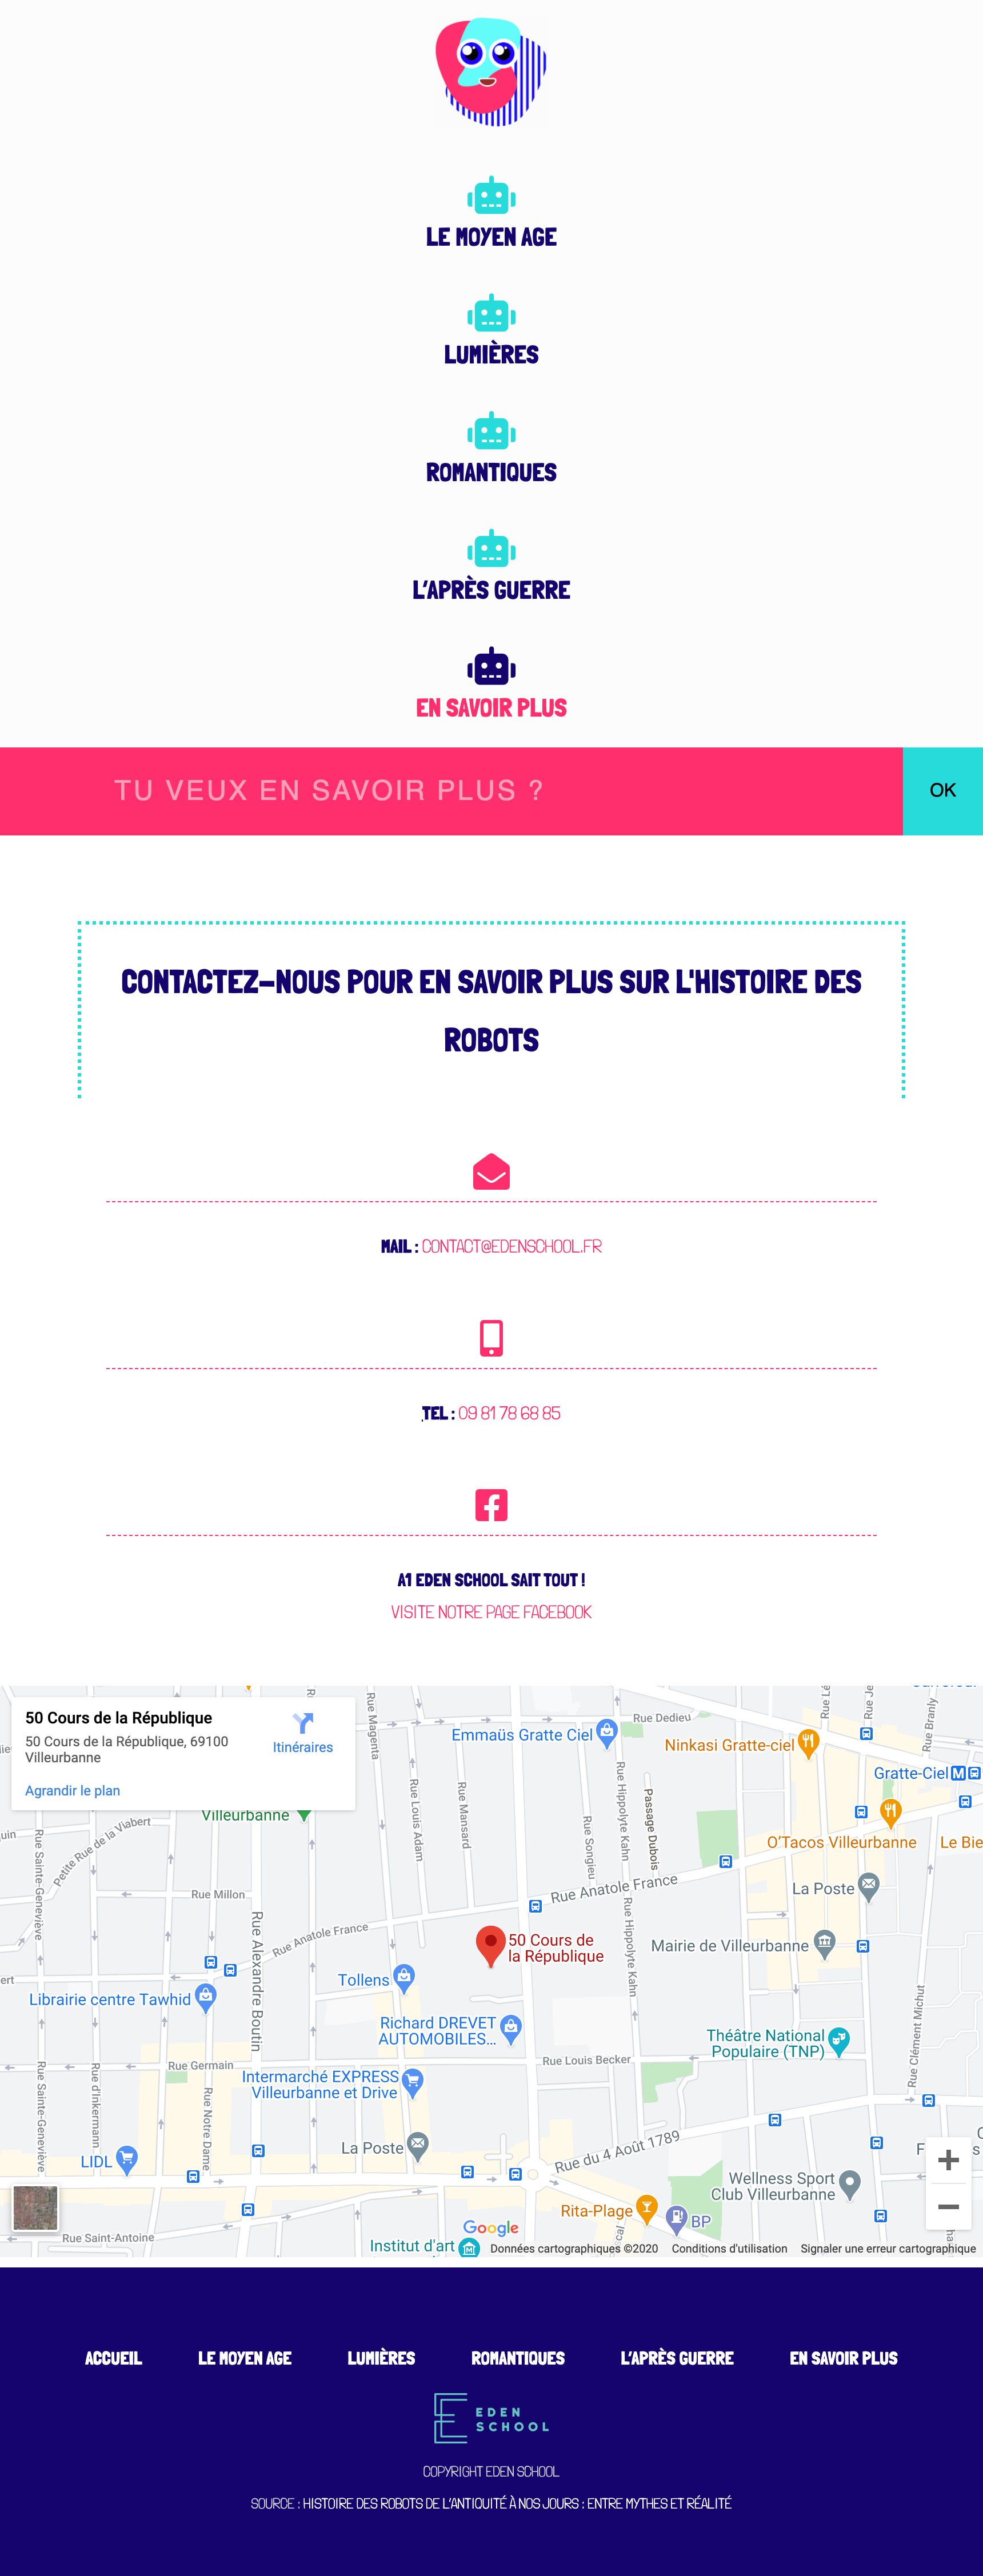 LE MOYEN AGE
LUMIÈRES
ROMANTIQUES
L'APRÈS GUERRE
EN SAVOIR PLUS
TU VEUX EN SAVOIR PLUS ?
OK
CONTACTEZ-NOUS POUR EN SAVOIR PLUS SUR L'HISTOIRE DES
ROBOTS
MAIL : CONTACT@EDENSCHOOL.FR
TEL : 09 81 78 68 85
A1 EDEN SCHOOL SAIT TOUT !
VISITE NOTRE PAGE FACEBOOK
50 Cours de la République
50 Cours de la République, 69100
Villeurbanne
Itinéraires
Agrandir le plan
Villeurbanne
Rue Magenta
Emmaüs Gratte Ciel
Rue Dedieu
Ninkasi Gratte-ciel
Rue Branly
Gratte-Ciel
M
O'Tacos Villeurbanne
Le Bie
Petite Rue de la Viabert
Rue Sainte-Geneviève
Rue Louis Adam
Rue Mansard
Rue Songieu
Rue Hippolyte Kahn
Passage Dubois
Rue Anatole France
La Poste
Rue Millon
Rue Anatole France
Rue Alexandre Boutin
50 Cours de
la République
Rue Hippolyte Kahn
Mairie de Villeurbanne
Tollens
Librairie centre Tawhid
Richard DREVET
AUTOMOBILES...
Théâtre National
Populaire (TNP)
Rue Clément Michut
Rue Louis Becker
Rue Germain
Intermarché EXPRESS
Villeurbanne et Drive
Rue Sainte-Geneviève
Rue d'Inkermann
Rue Notre Dame
La Poste
LIDL
Rue du 4 Août 1789
Wellness Sport
Club Villeurbanne
Rita-Plage
BP
Rue Saint-Antoine
Google
Institut d'art
Données cartographiques ©2020
Conditions d'utilisation
Signaler une erreur cartographique
ACCUEIL
LE MOYEN AGE
LUMIÈRES
ROMANTIQUES
L'APRÈS GUERRE
EN SAVOIR PLUS
EDEN
SCHOOL
COPYRIGHT EDEN SCHOOL
SOURCE : HISTOIRE DES ROBOTS DE L'ANTIQUITÉ À NOS JOURS : ENTRE MYTHES ET RÉALITÉ